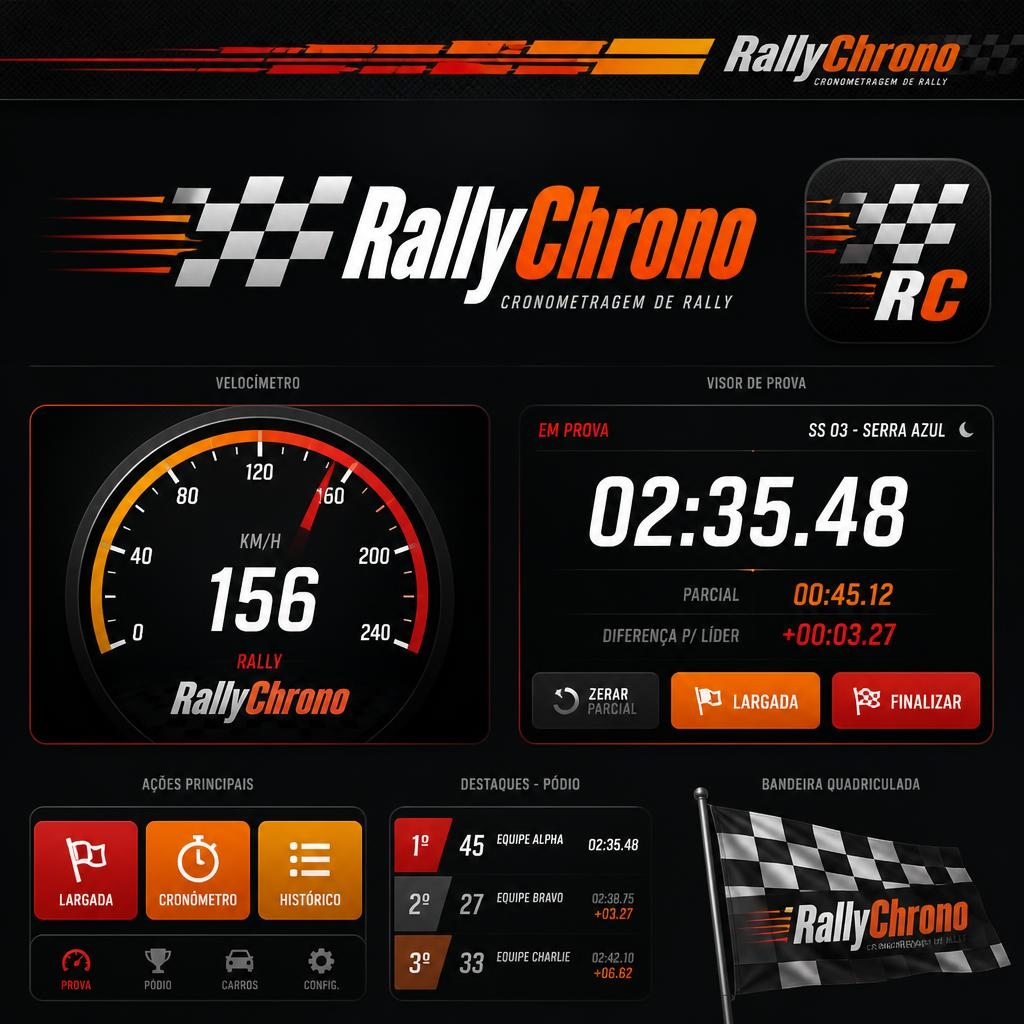 RallyChrono
CRONOMETRAGEM DE RALLY
RallyChrono
CRONOMETRAGEM DE RALLY
RC
VELOCÍMETRO
VISOR DE PROVA
0
40
80
120
160
200
240
KM/H
156
RALLY
RallyChrono
EM PROVA
SS 03 - SERRA AZUL
02:35.48
PARCIAL 00:45.12
DIFERENÇA P/ LÍDER +00:03.27
ZERAR
PARCIAL
LARGADA
FINALIZAR
AÇÕES PRINCIPAIS
DESTAQUES - PÓDIO
BANDEIRA QUADRICULADA
LARGADA
CRONÔMETRO
HISTÓRICO
PROVA
PÓDIO
CARROS
CONFIG.
1º 45 EQUIPE ALPHA 02:35.48
2º 27 EQUIPE BRAVO 02:38.75
+03.27
3º 33 EQUIPE CHARLIE 02:42.10
+06.62
RallyChrono